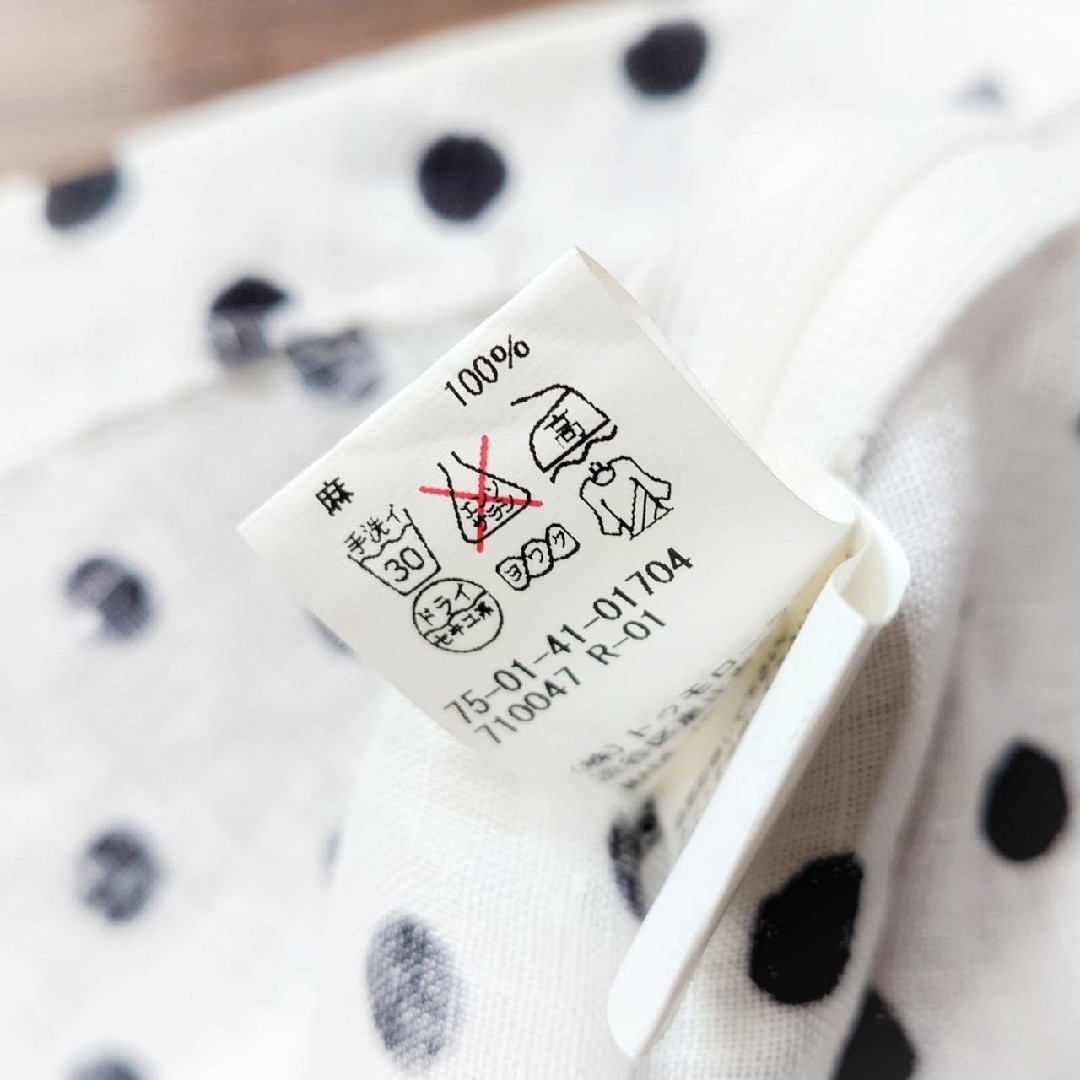 麻 100%
手洗イ
30
エンソ
サラシ
高
ドライ
セキユ系
ヨワク
75-01-41-01704
710047 R-01
(株)トゥモロー